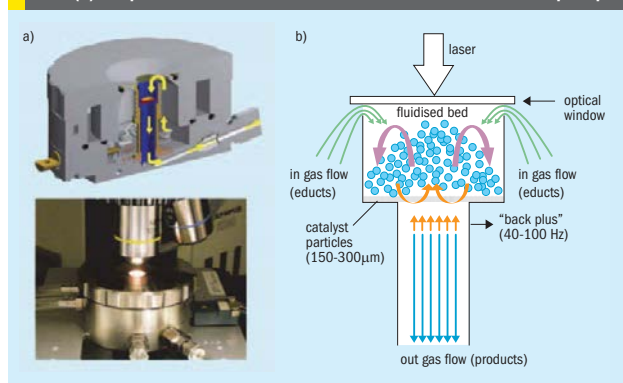 a)
b)
laser
fluidised bed
optical
window
in gas flow
(educts)
in gas flow
(educts)
catalyst
particles
(150-300µm)
“back plus”
(40-100 Hz)
out gas flow (products)